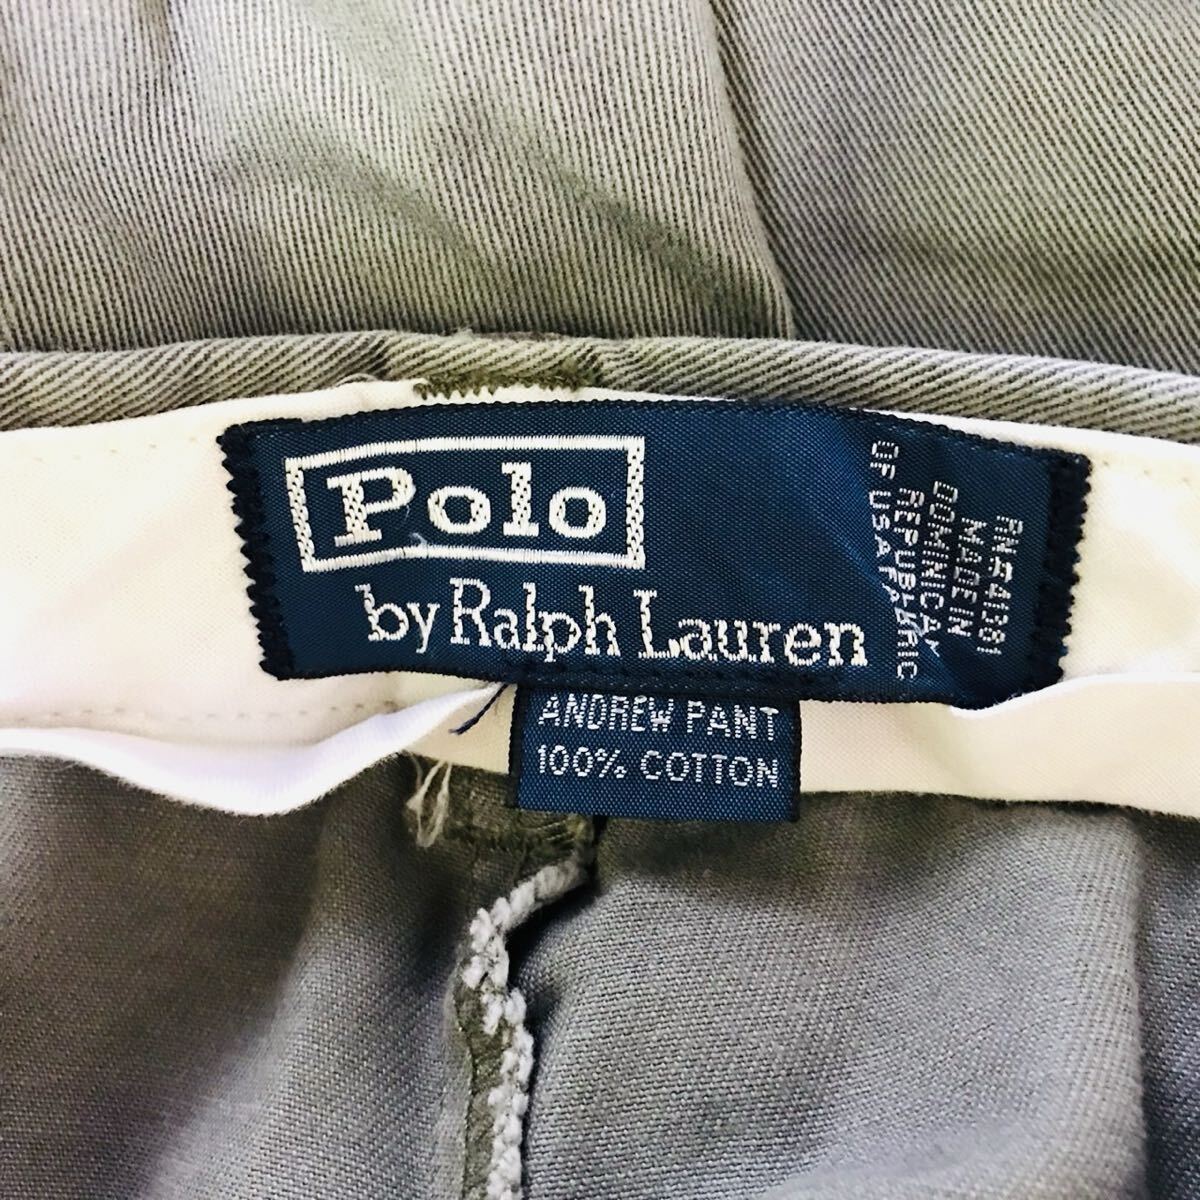 Polo
by Ralph Lauren
RN 41381
MADE IN
DOMINICAN
REPUBLIC
OF USA FABRIC
ANDREW PANT
100% COTTON